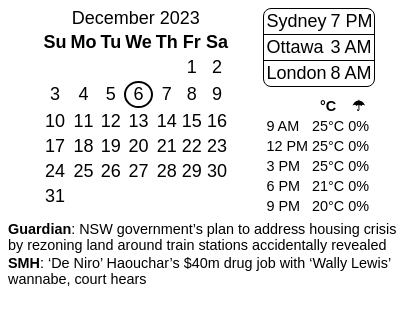 December 2023
Su Mo Tu We Th Fr Sa
1 2
3 4 5 6 7 8 9
10 11 12 13 14 15 16
17 18 19 20 21 22 23
24 25 26 27 28 29 30
31
Sydney 7 PM
Ottawa 3 AM
London 8 AM
°C ☂
9 AM 25°C 0%
12 PM 25°C 0%
3 PM 25°C 0%
6 PM 21°C 0%
9 PM 20°C 0%
Guardian: NSW government's plan to address housing crisis
by rezoning land around train stations accidentally revealed
SMH: ‘De Niro’ Haouchar’s $40m drug job with ‘Wally Lewis’
wannabe, court hears